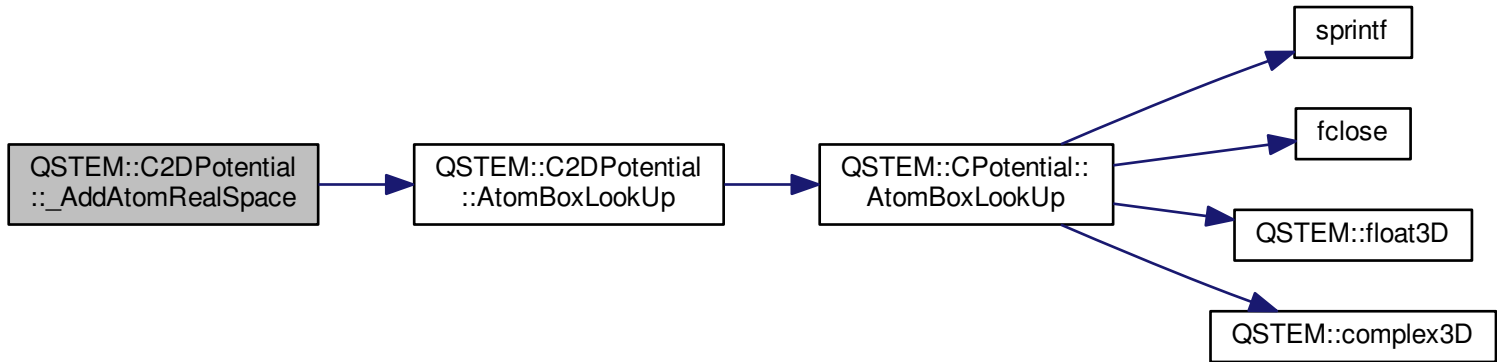 QSTEM::C2DPotential
::_AddAtomRealSpace
QSTEM::C2DPotential
::AtomBoxLookUp
QSTEM::CPotential::
AtomBoxLookUp
sprintf
fclose
QSTEM::float3D
QSTEM::complex3D